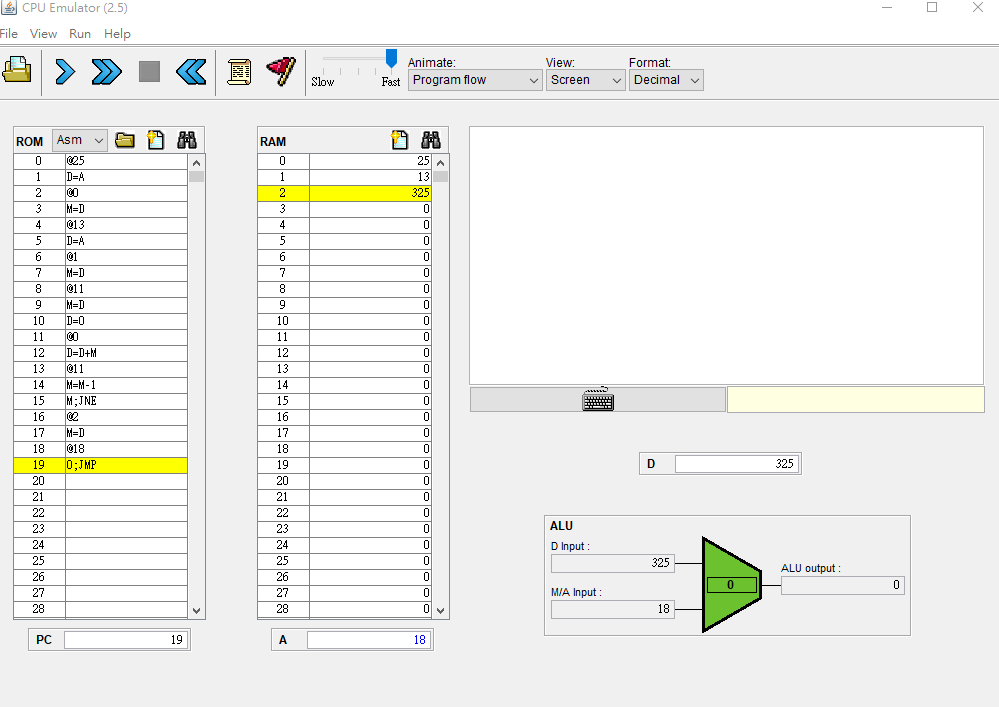 CPU Emulator (2.5)
File View Run Help
Slow Fast
Animate:
Program flow
View:
Screen
Format:
Decimal
ROM Asm
0 @25
1 D=A
2 @0
3 M=D
4 @13
5 D=A
6 @1
7 M=D
8 @11
9 M=D
10 D=0
11 @0
12 D=D+M
13 @11
14 M=M-1
15 M;JNE
16 @2
17 M=D
18 @18
19 0;JMP
20
21
22
23
24
25
26
27
28
PC 19
RAM
0 25
1 13
2 325
3 0
4 0
5 0
6 0
7 0
8 0
9 0
10 0
11 0
12 0
13 0
14 0
15 0
16 0
17 0
18 0
19 0
20 0
21 0
22 0
23 0
24 0
25 0
26 0
27 0
28 0
A 18
D 325
ALU
D Input :
325
M/A Input :
18
0
ALU output :
0